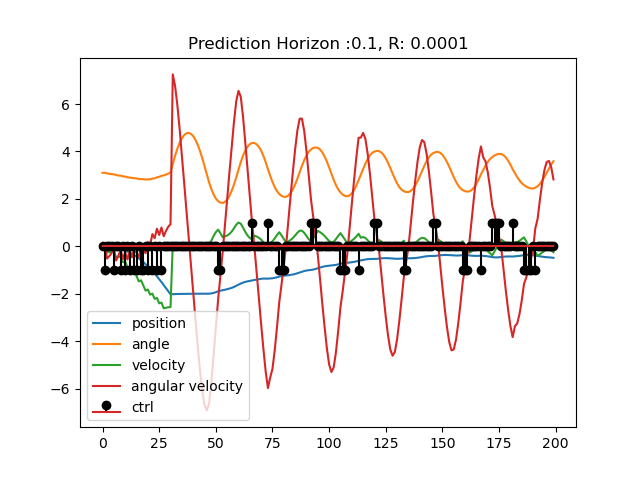 Prediction Horizon :0.1, R: 0.0001
6
4
2
0
−2
−4
−6
position
angle
velocity
angular velocity
ctrl
0 25 50 75 100 125 150 175 200